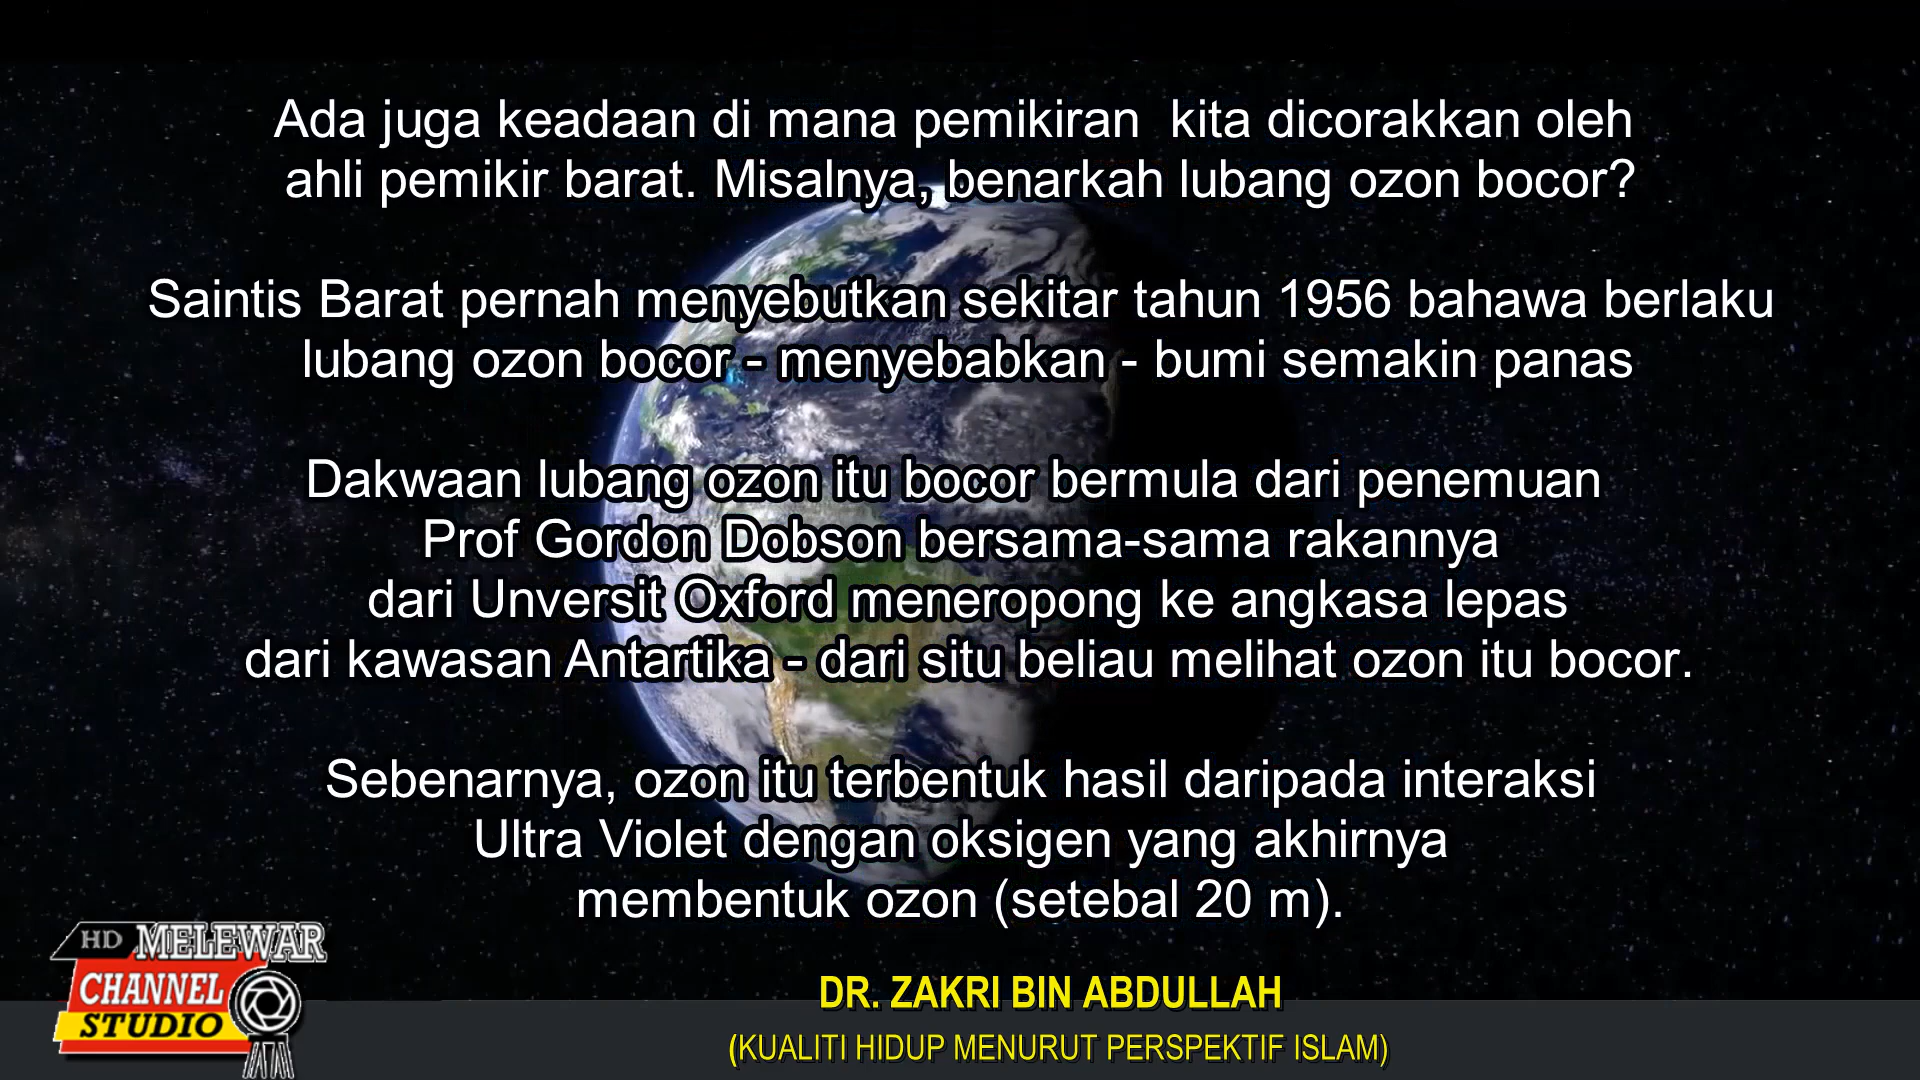 Ada juga keadaan di mana pemikiran kita dicorakkan oleh
ahli pemikir barat. Misalnya, benarkah lubang ozon bocor?
Saintis Barat pernah menyebutkan sekitar tahun 1956 bahawa berlaku
lubang ozon bocor - menyebabkan - bumi semakin panas
Dakwaan lubang ozon itu bocor bermula dari penemuan
Prof Gordon Dobson bersama-sama rakannya
dari Unversit Oxford meneropong ke angkasa lepas
dari kawasan Antartika - dari situ beliau melihat ozon itu bocor.
Sebenarnya, ozon itu terbentuk hasil daripada interaksi
Ultra Violet dengan oksigen yang akhirnya
membentuk ozon (setebal 20 m).
HD MELEWAR
CHANNEL
STUDIO
DR. ZAKRI BIN ABDULLAH
(KUALITI HIDUP MENURUT PERSPEKTIF ISLAM)